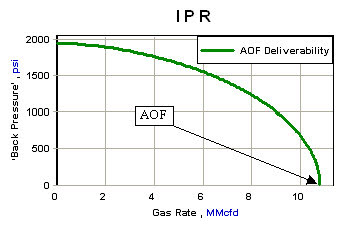 IPR
2000
AOF Deliverability
1500
1000
AOF
500
0
0 2 4 6 8 10
'Back Pressure', psi
Gas Rate , MMcfd